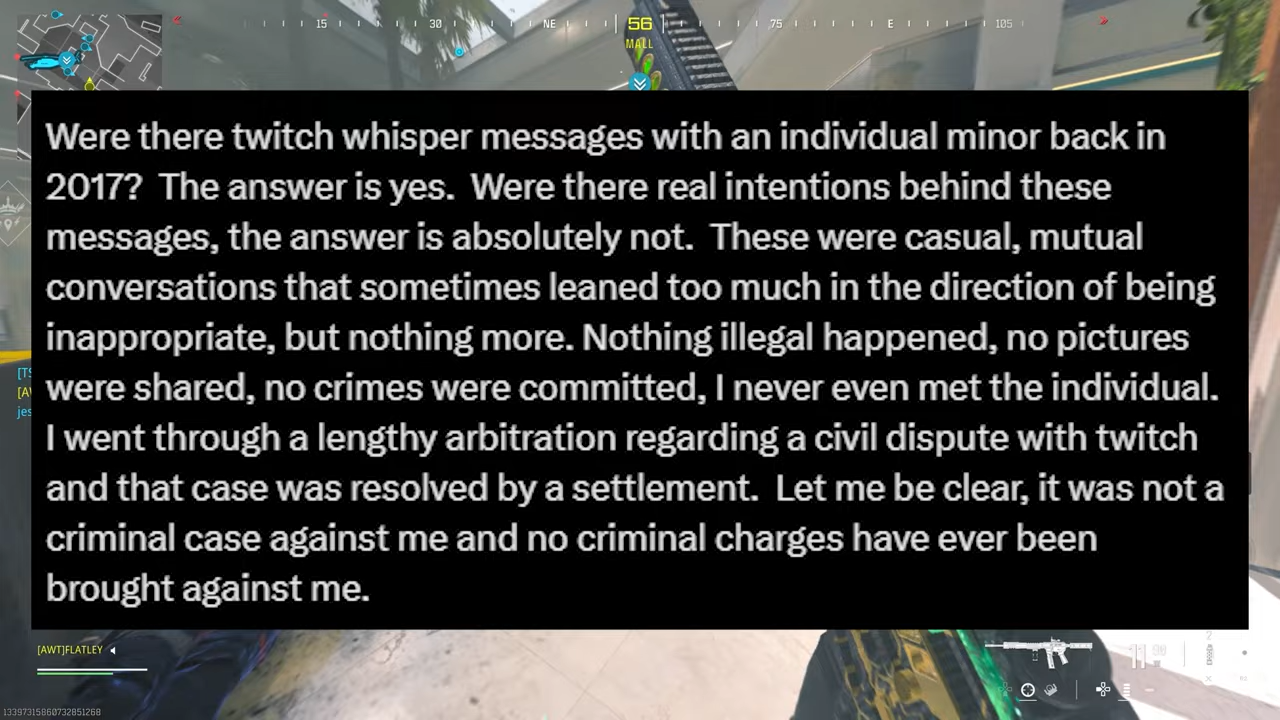 15 30 NE 56 75 E 105
MALL
Were there twitch whisper messages with an individual minor back in
2017?  The answer is yes.  Were there real intentions behind these
messages, the answer is absolutely not.  These were casual, mutual
conversations that sometimes leaned too much in the direction of being
inappropriate, but nothing more. Nothing illegal happened, no pictures
were shared, no crimes were committed, I never even met the individual.
I went through a lengthy arbitration regarding a civil dispute with twitch
and that case was resolved by a settlement.  Let me be clear, it was not a
criminal case against me and no criminal charges have ever been
brought against me.
[TS
[A
jes
[AWT]FLATLEY
13397315860732851268